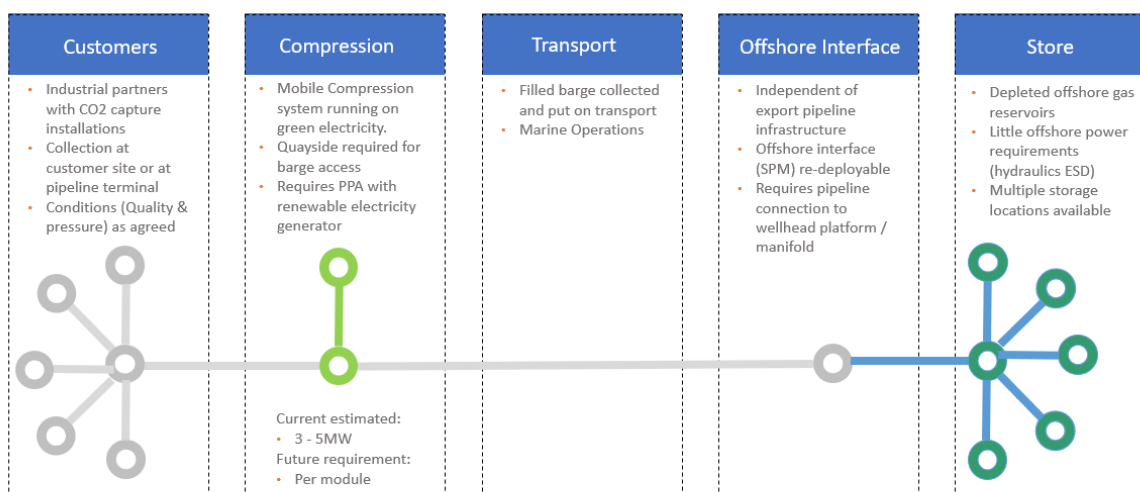 Customers
• Industrial partners
with CO2 capture
installations
• Collection at
customer site or at
pipeline terminal
• Conditions (Quality &
pressure) as agreed
Compression
• Mobile Compression
system running on
green electricity.
• Quayside required for
barge access
• Requires PPA with
renewable electricity
generator
Current estimated:
• 3 - 5MW
Future requirement:
• Per module
Transport
• Filled barge collected
and put on transport
• Marine Operations
Offshore Interface
• Independent of
export pipeline
infrastructure
• Offshore interface
(SPM) re-deployable
• Requires pipeline
connection to
wellhead platform /
manifold
Store
• Depleted offshore gas
reservoirs
• Little offshore power
requirements
(hydraulics ESD)
• Multiple storage
locations available